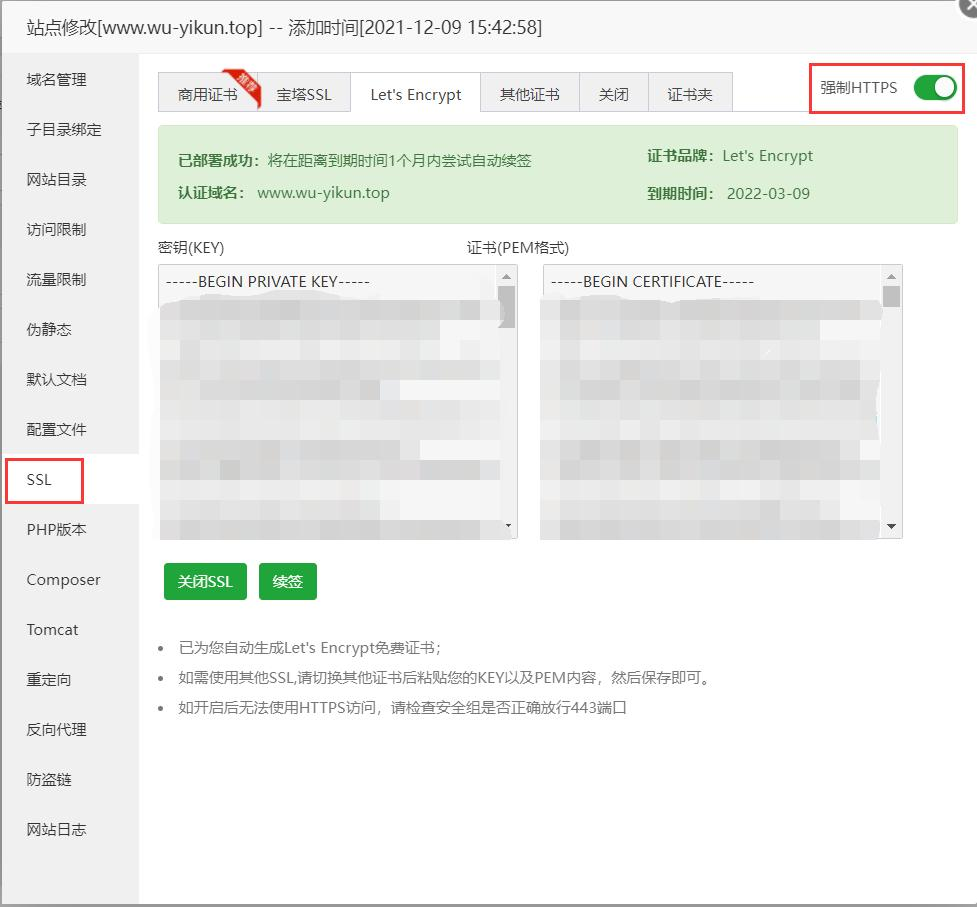 站点修改[www.wu-yikun.top] -- 添加时间[2021-12-09 15:42:58]
域名管理
子目录绑定
网站目录
访问限制
流量限制
伪静态
默认文档
配置文件
SSL
PHP版本
Composer
Tomcat
重定向
反向代理
防盗链
网站日志
商用证书
推荐
宝塔SSL
Let's Encrypt
其他证书
关闭
证书夹
强制HTTPS
已部署成功：将在距离到期时间1个月内尝试自动续签
证书品牌：Let's Encrypt
认证域名：www.wu-yikun.top
到期时间：2022-03-09
密钥(KEY)
证书(PEM格式)
-----BEGIN PRIVATE KEY-----
-----BEGIN CERTIFICATE-----
关闭SSL
续签
已为您自动生成Let's Encrypt免费证书；
如需使用其他SSL,请切换其他证书后粘贴您的KEY以及PEM内容，然后保存即可。
如开启后无法使用HTTPS访问，请检查安全组是否正确放行443端口